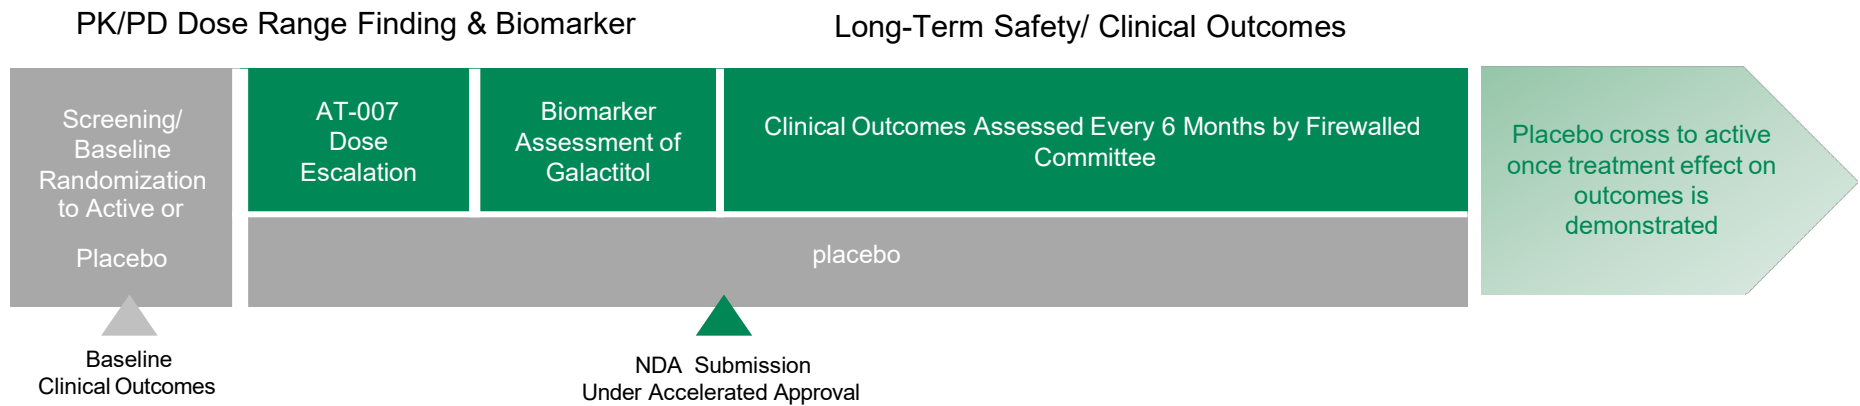 PK/PD Dose Range Finding & Biomarker
Long-Term Safety/ Clinical Outcomes
Screening/
Baseline
Randomization
to Active or
Placebo
AT-007
Dose
Escalation
Biomarker
Assessment of
Galactitol
Clinical Outcomes Assessed Every 6 Months by Firewalled
Committee
Placebo cross to active
once treatment effect on
outcomes is
demonstrated
placebo
Baseline
Clinical Outcomes
NDA Submission
Under Accelerated Approval